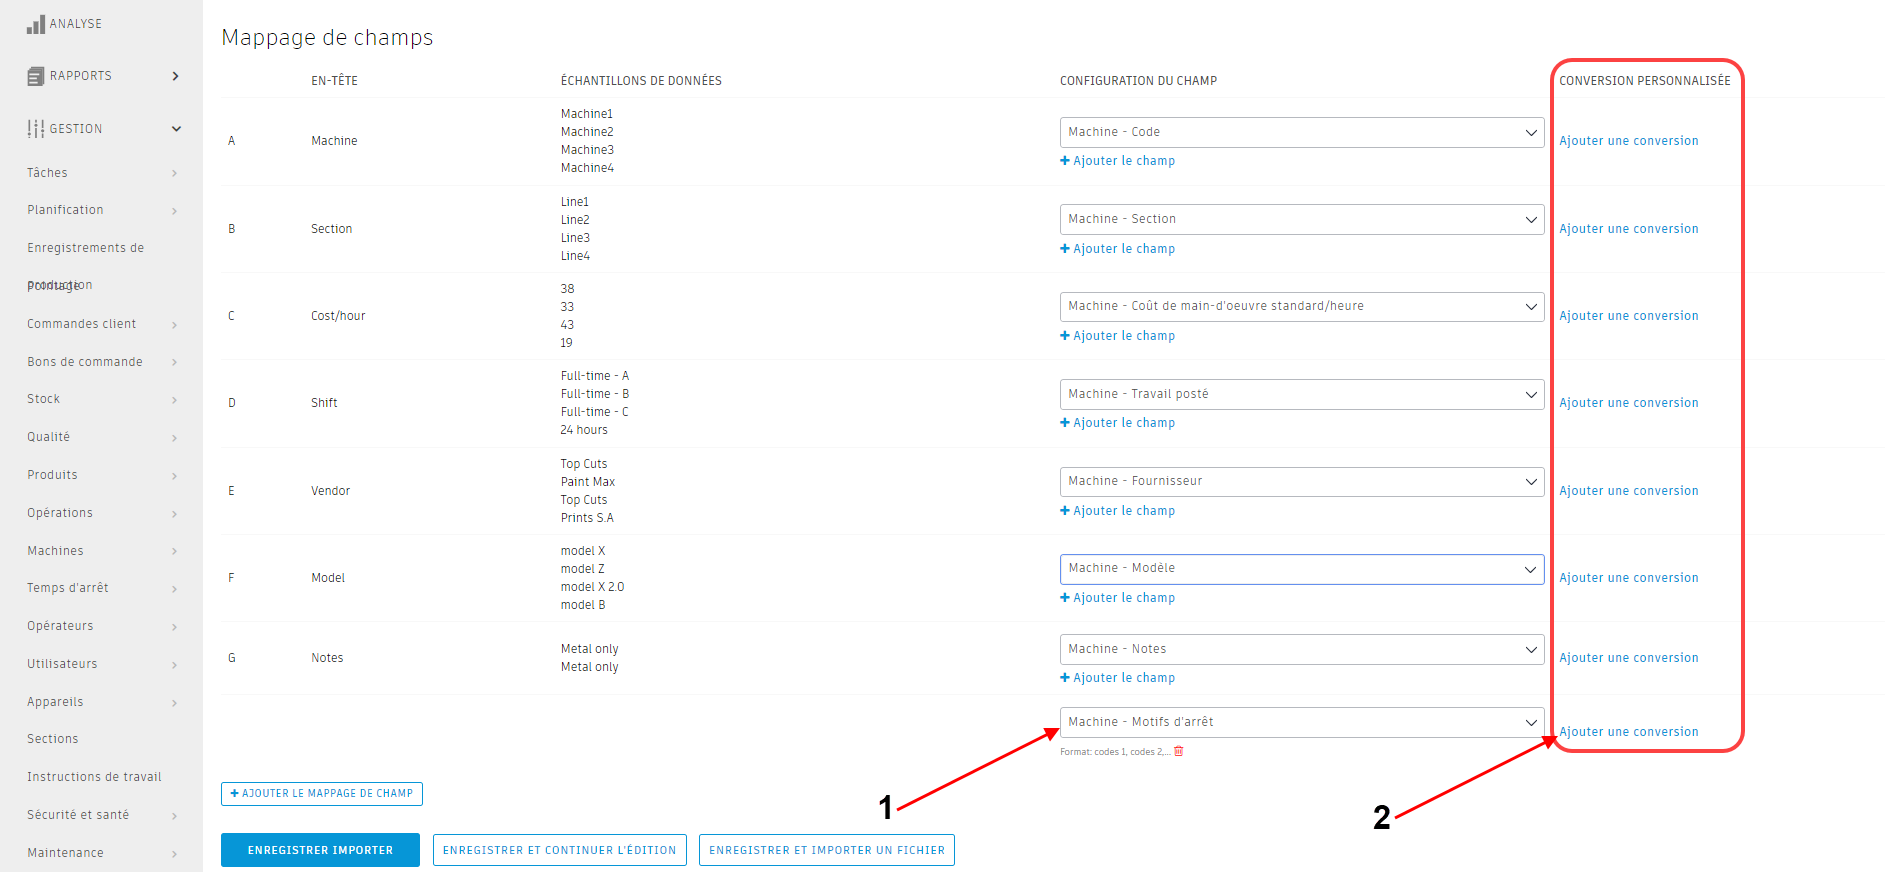 ANALYSE
RAPPORTS
GESTION
Tâches
Planification
Enregistrements de
production
Pointage
Commandes client
Bons de commande
Stock
Qualité
Produits
Opérations
Machines
Temps d'arrêt
Opérateurs
Utilisateurs
Appareils
Sections
Instructions de travail
Sécurité et santé
Maintenance
Mappage de champs
EN-TÊTE ÉCHANTILLONS DE DONNÉES CONFIGURATION DU CHAMP CONVERSION PERSONNALISÉE
A Machine
Machine1
Machine2
Machine3
Machine4
Machine - Code
+ Ajouter le champ
Ajouter une conversion
B Section
Line1
Line2
Line3
Line4
Machine - Section
+ Ajouter le champ
Ajouter une conversion
C Cost/hour
38
33
43
19
Machine - Coût de main-d'oeuvre standard/heure
+ Ajouter le champ
Ajouter une conversion
D Shift
Full-time - A
Full-time - B
Full-time - C
24 hours
Machine - Travail posté
+ Ajouter le champ
Ajouter une conversion
E Vendor
Top Cuts
Paint Max
Top Cuts
Prints S.A
Machine - Fournisseur
+ Ajouter le champ
Ajouter une conversion
F Model
model X
model Z
model X 2.0
model B
Machine - Modèle
+ Ajouter le champ
Ajouter une conversion
G Notes
Metal only
Metal only
Machine - Notes
+ Ajouter le champ
Ajouter une conversion
Machine - Motifs d'arrêt
Format: codes 1, codes 2,...
Ajouter une conversion
+ AJOUTER LE MAPPAGE DE CHAMP
1
2
ENREGISTRER IMPORTER
ENREGISTRER ET CONTINUER L'ÉDITION
ENREGISTRER ET IMPORTER UN FICHIER